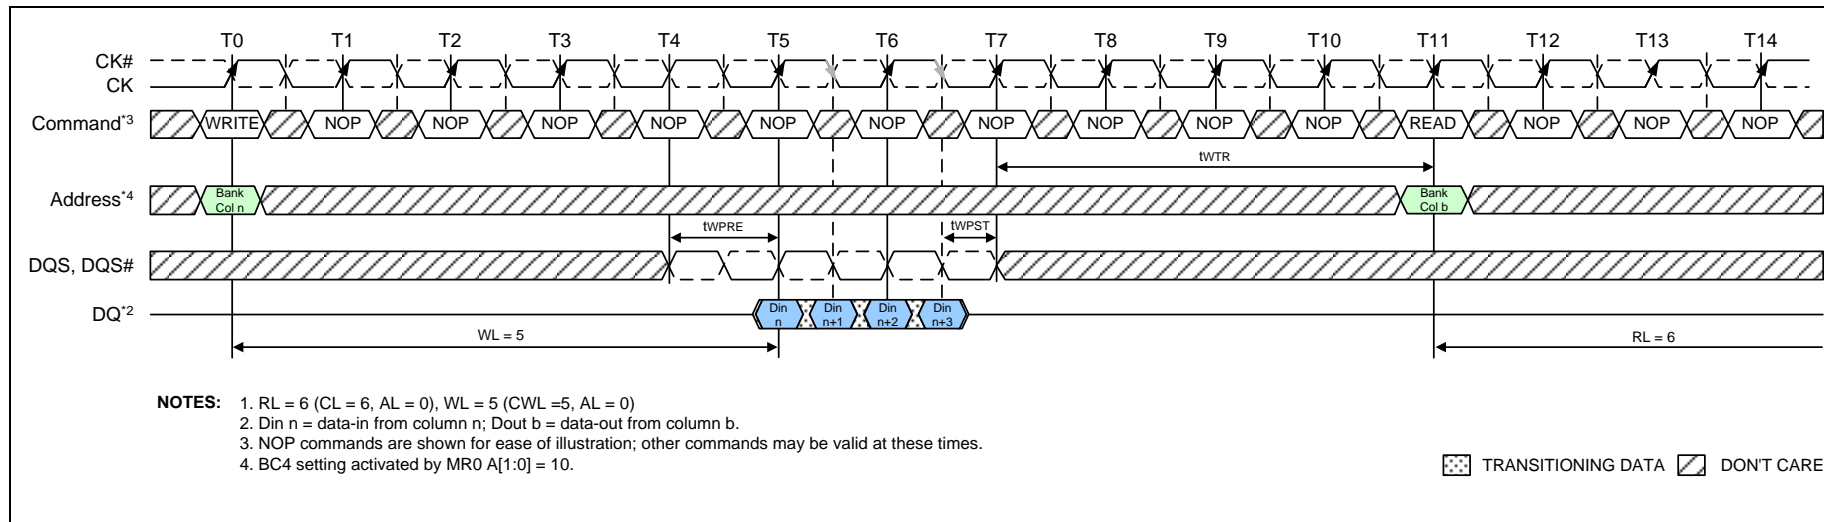 T0 T1 T2 T3 T4 T5 T6 T7 T8 T9 T10 T11 T12 T13 T14
CK#
CK
Command*3 WRITE NOP NOP NOP NOP NOP NOP NOP NOP NOP NOP READ NOP NOP NOP
tWTR
Address*4 Bank Col n Bank Col b
tWPRE tWPST
DQS, DQS#
DQ*2 Din n Din n+1 Din n+2 Din n+3
WL = 5 RL = 6
NOTES: 1. RL = 6 (CL = 6, AL = 0), WL = 5 (CWL =5, AL = 0)
2. Din n = data-in from column n; Dout b = data-out from column b.
3. NOP commands are shown for ease of illustration; other commands may be valid at these times.
4. BC4 setting activated by MR0 A[1:0] = 10.
TRANSITIONING DATA DON'T CARE